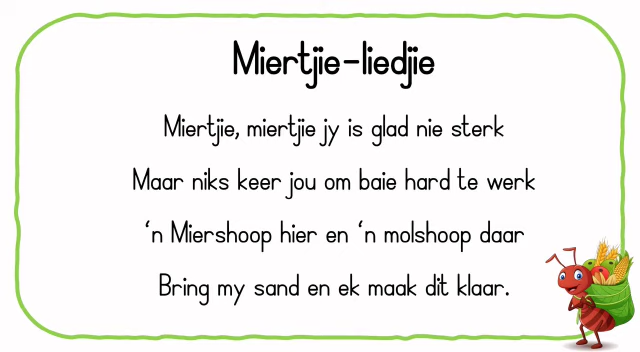 Miertjie-liedjie
Miertjie, miertjie jy is glad nie sterk
Maar niks keer jou om baie hard te werk
‘n Miershoop hier en ‘n molshoop daar
Bring my sand en ek maak dit klaar.